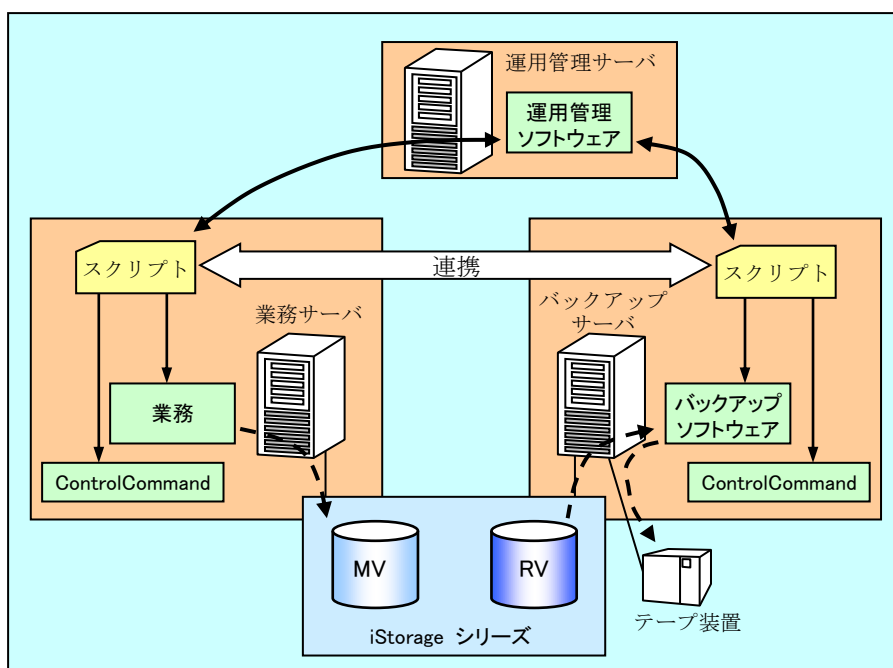 運用管理サーバ
運用管理
ソフトウェア
スクリプト
連携
スクリプト
業務サーバ
バックアップ
サーバ
業務
バックアップ
ソフトウェア
ControlCommand
ControlCommand
MV
RV
iStorage シリーズ
テープ装置